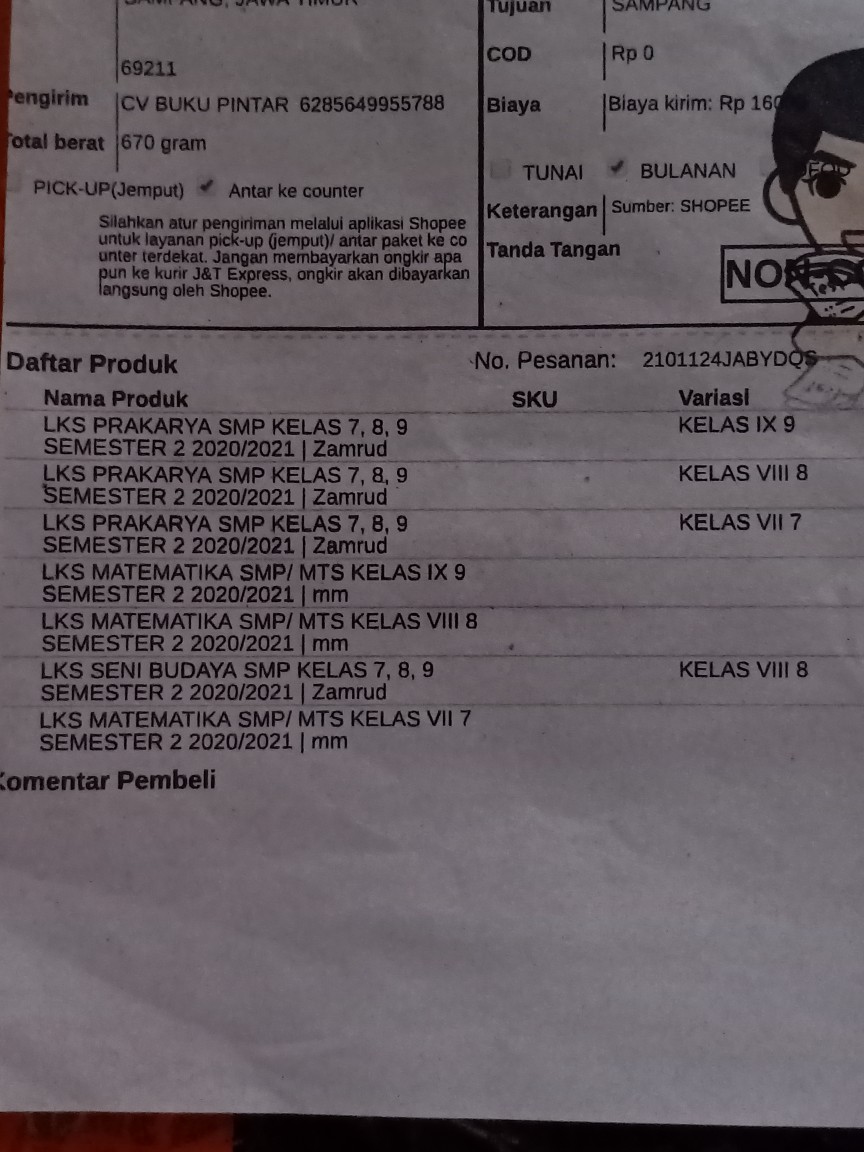 SAMPANG, JAWA TIMUR
69211
Pengirim CV BUKU PINTAR 6285649955788
Total berat 670 gram
PICK-UP(Jemput) ✔ Antar ke counter
Silahkan atur pengiriman melalui aplikasi Shopee
untuk layanan pick-up (jemput)/ antar paket ke co
unter terdekat. Jangan membayarkan ongkir apa
pun ke kurir J&T Express, ongkir akan dibayarkan
langsung oleh Shopee.
Tujuan SAMPANG
COD Rp 0
Biaya Biaya kirim: Rp 160
TUNAI ✔ BULANAN
Keterangan Sumber: SHOPEE
Tanda Tangan
Daftar Produk No. Pesanan: 2101124JABYDQS
Nama Produk SKU Variasi
LKS PRAKARYA SMP KELAS 7, 8, 9 KELAS IX 9
SEMESTER 2 2020/2021 | Zamrud
LKS PRAKARYA SMP KELAS 7, 8, 9 KELAS VIII 8
SEMESTER 2 2020/2021 | Zamrud
LKS PRAKARYA SMP KELAS 7, 8, 9 KELAS VII 7
SEMESTER 2 2020/2021 | Zamrud
LKS MATEMATIKA SMP/ MTS KELAS IX 9
SEMESTER 2 2020/2021 | mm
LKS MATEMATIKA SMP/ MTS KELAS VIII 8
SEMESTER 2 2020/2021 | mm
LKS SENI BUDAYA SMP KELAS 7, 8, 9 KELAS VIII 8
SEMESTER 2 2020/2021 | Zamrud
LKS MATEMATIKA SMP/ MTS KELAS VII 7
SEMESTER 2 2020/2021 | mm
Komentar Pembeli